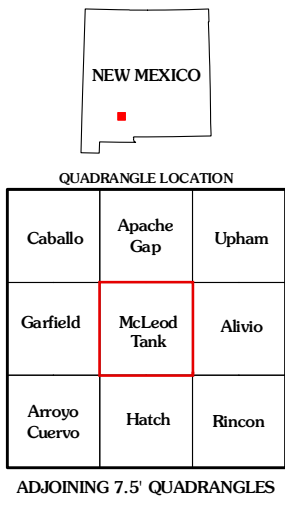 NEW MEXICO
QUADRANGLE LOCATION
Caballo
Apache
Gap
Upham
Garfield
McLeod
Tank
Alivio
Arroyo
Cuervo
Hatch
Rincon
ADJOINING 7.5' QUADRANGLES